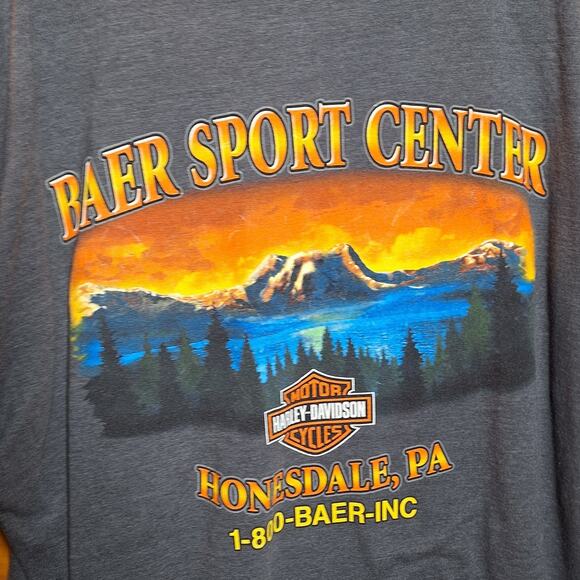 BAER SPORT CENTER
MOTOR
HARLEY-DAVIDSON
CYCLES
HONESDALE, PA
1-800-BAER-INC